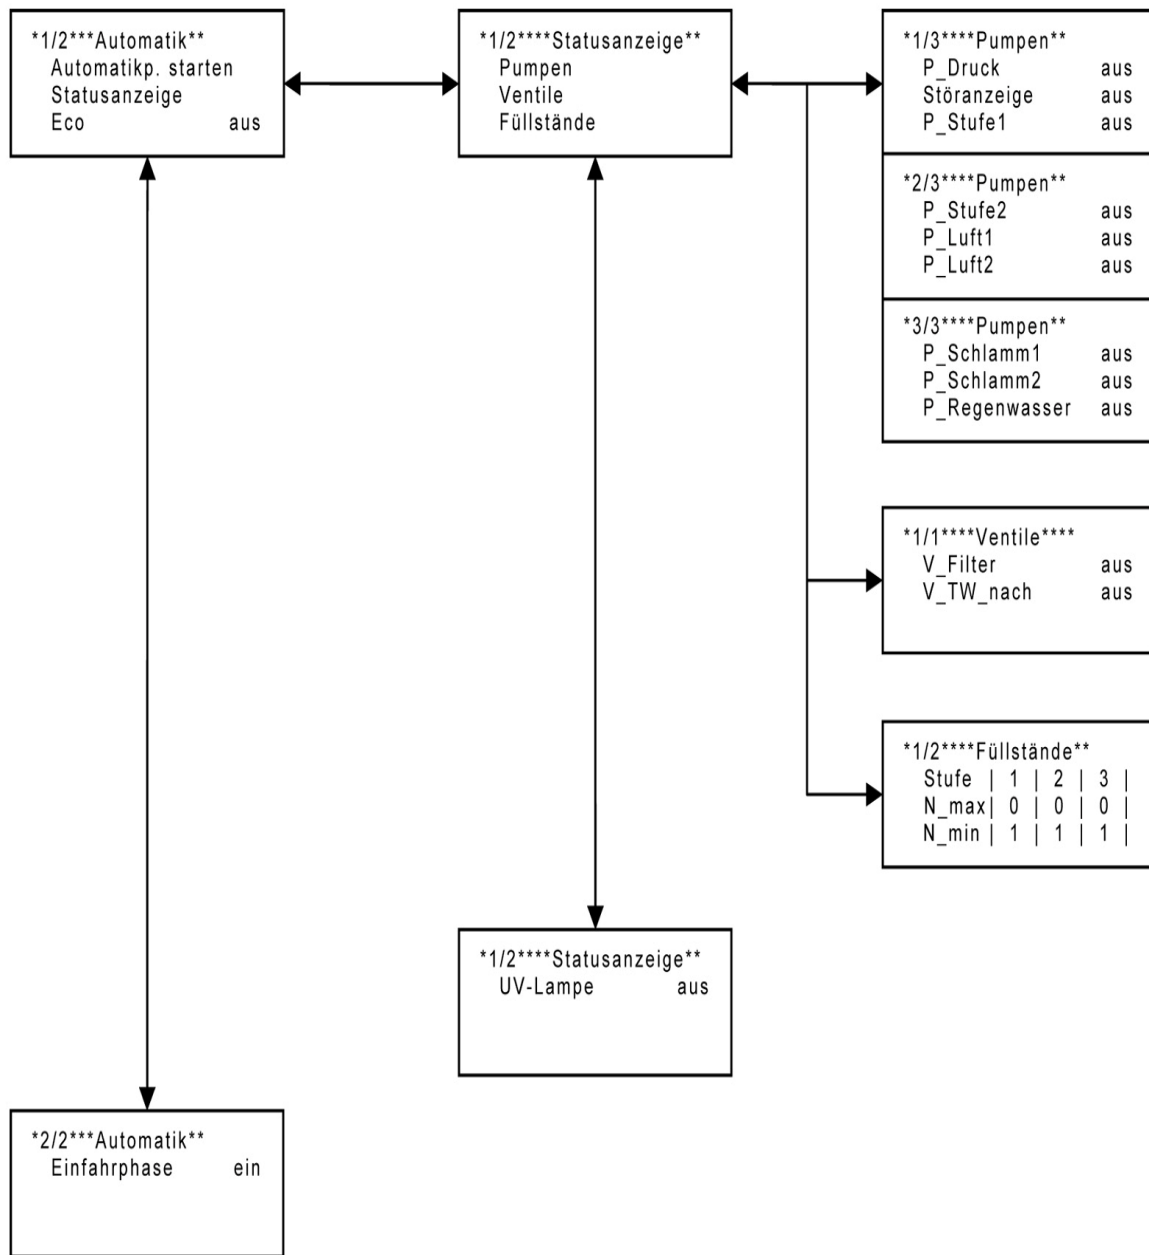 *1/2***Automatik**
Automatikp. starten
Statusanzeige
Eco aus
*1/2****Statusanzeige**
Pumpen
Ventile
Füllstände
*1/3****Pumpen**
P_Druck aus
Störanzeige aus
P_Stufe1 aus
*2/3****Pumpen**
P_Stufe2 aus
P_Luft1 aus
P_Luft2 aus
*3/3****Pumpen**
P_Schlamm1 aus
P_Schlamm2 aus
P_Regenwasser aus
*1/1****Ventile****
V_Filter aus
V_TW_nach aus
*1/2****Füllstände**
Stufe | 1 | 2 | 3 |
N_max| 0 | 0 | 0 |
N_min | 1 | 1 | 1 |
*1/2****Statusanzeige**
UV-Lampe aus
*2/2***Automatik**
Einfahrphase ein